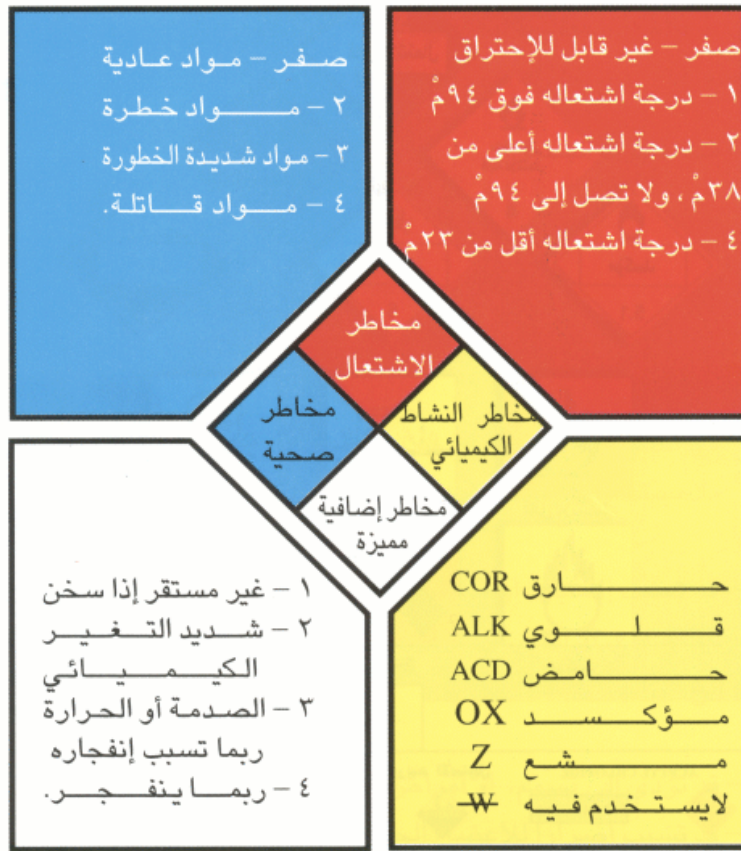 صفر – غير قابل للإحتراق
١ – درجة اشتعاله فوق ٩٤مْ
٢ – درجة اشتعاله أعلى من
٣٨مْ ، ولا تصل إلى ٩٤مْ
٤ – درجة اشتعاله أقل من ٢٣مْ
صفر – مواد عادية
٢ – مواد خطرة
٣ – مواد شديدة الخطورة
٤ – مواد قاتلة.
مخاطر
الاشتعال
مخاطر النشاط
الكيميائي
مخاطر
صحية
مخاطر إضافية
مميزة
حارق COR
قلوي ALK
حامض ACD
مؤكسد OX
مشع Z
لايستخدم فيه W
١ – غير مستقر إذا سخن
٢ – شديد التغير
الكيميائي
٣ – الصدمة أو الحرارة
ربما تسبب إنفجاره
٤ – ربما ينفجر.